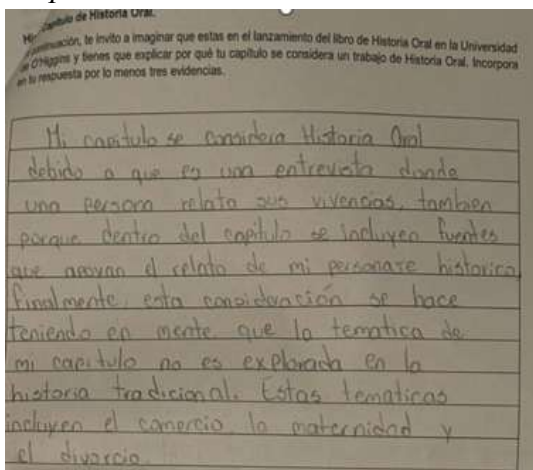 capítulo de Historia Oral.
continuación, te invito a imaginar que estas en el lanzamiento del libro de Historia Oral en la Universidad
de O'Higgins y tienes que explicar por qué tu capítulo se considera un trabajo de Historia Oral. Incorpora
en tu respuesta por lo menos tres evidencias.
Mi capitulo se considera Historia Oral
debido a que es una entrevista donde
una persona relata sus vivencias, tambien
porque dentro del capitulo se incluyen fuentes
que apoyan el relato de mi personaje historico,
finalmente, esta consideración se hace
teniendo en mente que la tematica de
mi capitulo no es explorada en la
historia tradicional. Estas tematicas
incluyen el comercio, la maternidad y
el divorcio.